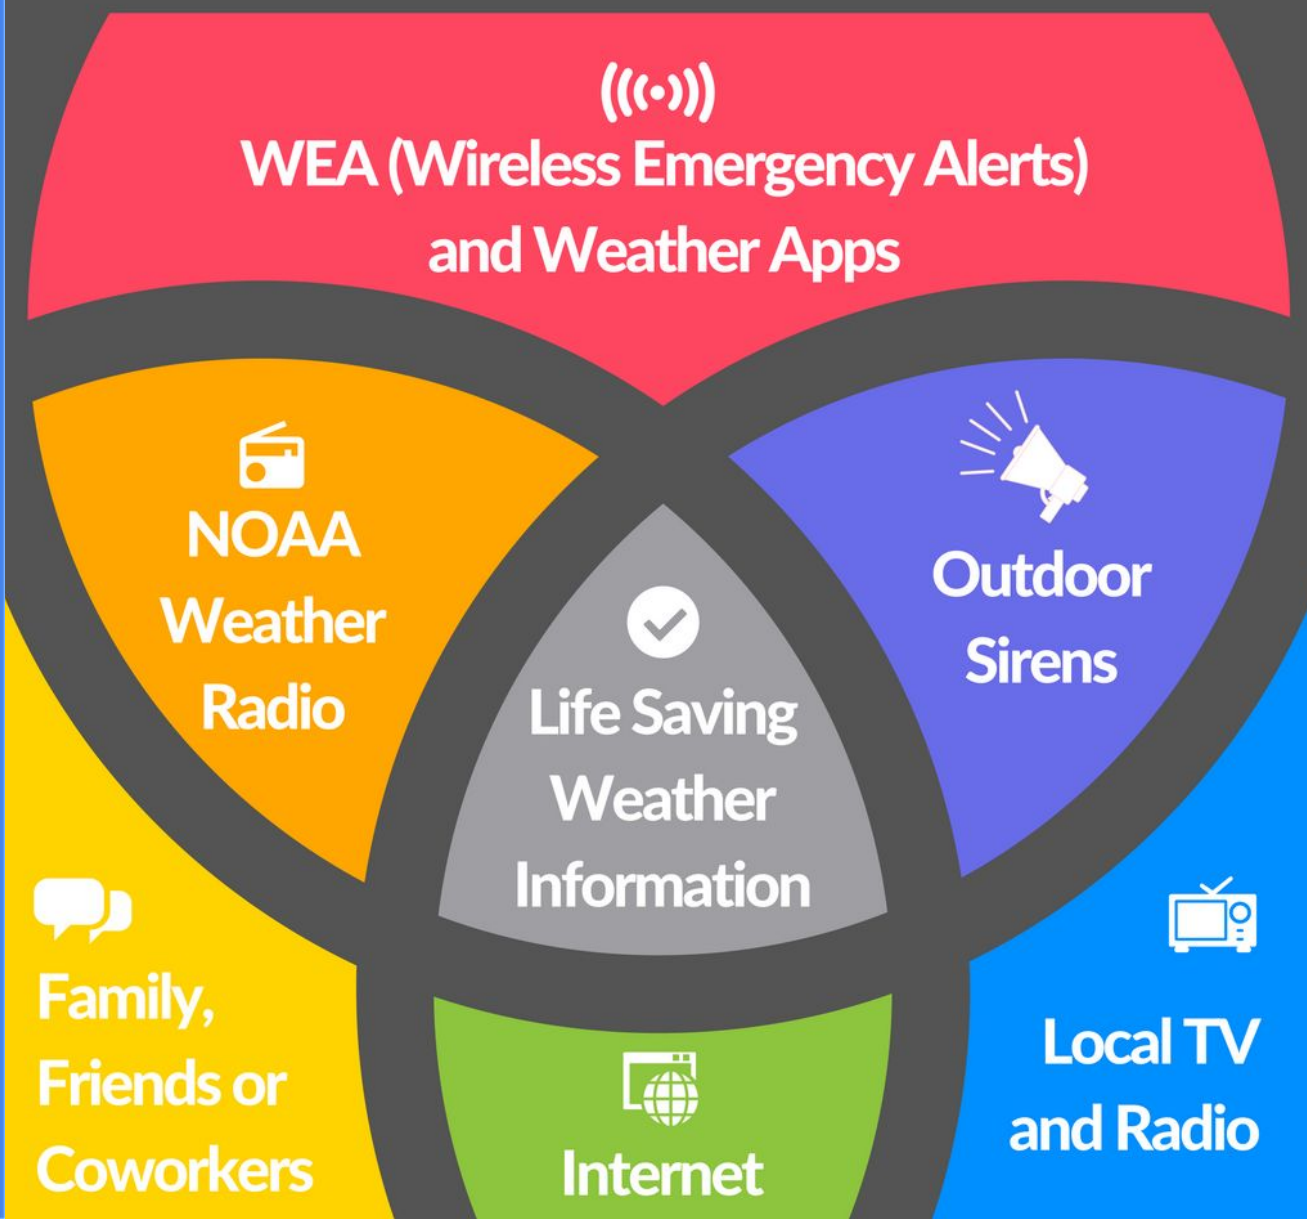 WEA (Wireless Emergency Alerts)
and Weather Apps
NOAA
Weather
Radio
Outdoor
Sirens
Life Saving
Weather
Information
Family,
Friends or
Coworkers
Internet
Local TV
and Radio